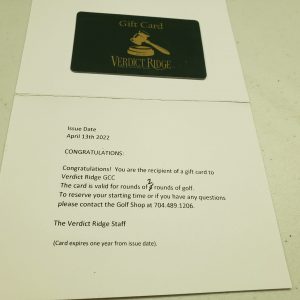 Gift Card
VERDICT RIDGE
Issue Date
April 13th 2022
CONGRATULATIONS:
Congratulations! You are the recipient of a gift card to
Verdict Ridge GCC
The card is valid for rounds of 2 rounds of golf.
To reserve your starting time or if you have any questions
please contact the Golf Shop at 704.489.1206.
The Verdict Ridge Staff
(Card expires one year from issue date).